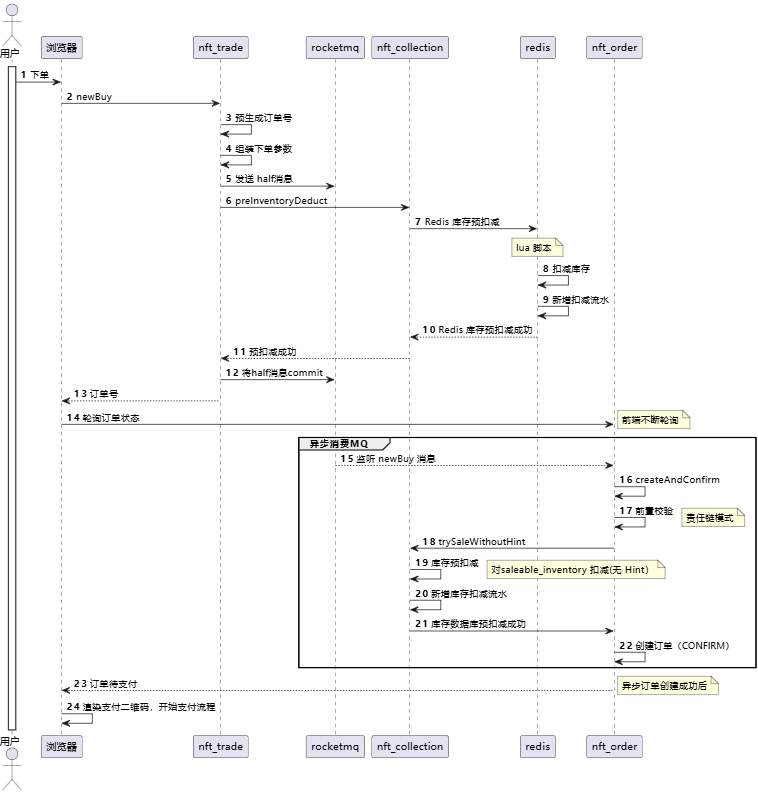 用户
浏览器
nft_trade
rocketmq
nft_collection
redis
nft_order
1 下单
2 newBuy
3 预生成订单号
4 组装下单参数
5 发送 half消息
6 preInventoryDeduct
7 Redis 库存预扣减
lua 脚本
8 扣减库存
9 新增扣减流水
10 Redis 库存预扣减成功
11 预扣减成功
12 将half消息commit
13 订单号
14 轮询订单状态
前端不断轮询
异步消费MQ
15 监听 newBuy 消息
16 createAndConfirm
17 前置校验
责任链模式
18 trySaleWithoutHint
19 库存预扣减
对saleable_inventory 扣减(无 Hint)
20 新增库存扣减流水
21 库存数据库预扣减成功
22 创建订单（CONFIRM）
23 订单待支付
异步订单创建成功后
24 渲染支付二维码，开始支付流程
用户
浏览器
nft_trade
rocketmq
nft_collection
redis
nft_order